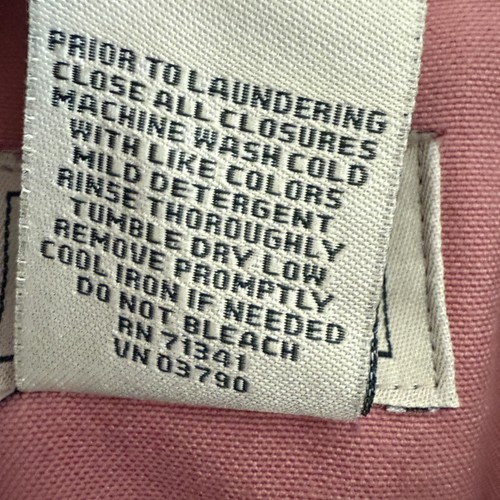 PRIOR TO LAUNDERING
CLOSE ALL CLOSURES
MACHINE WASH COLD
WITH LIKE COLORS
MILD DETERGENT
RINSE THOROUGHLY
TUMBLE DRY LOW
REMOVE PROMPTLY
COOL IRON IF NEEDED
DO NOT BLEACH
RN 71341
VN 03790